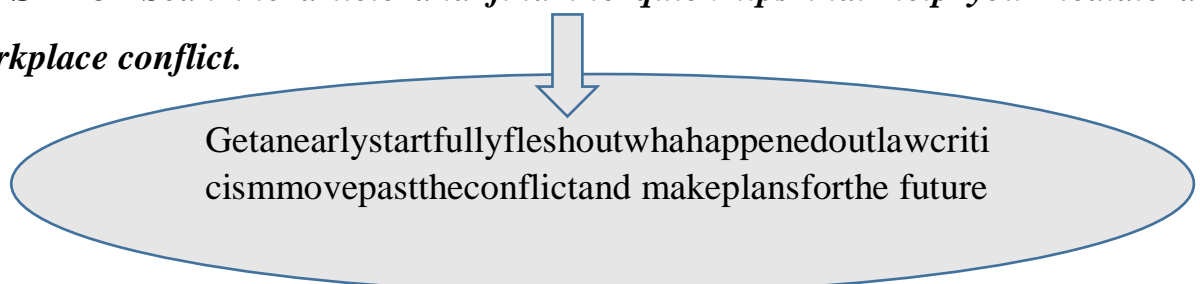 rkplace conflict.
Getanearlystartfullyfleshoutwhahappenedoutlawcriti
cismmovepasttheconflictand makeplansforthe future